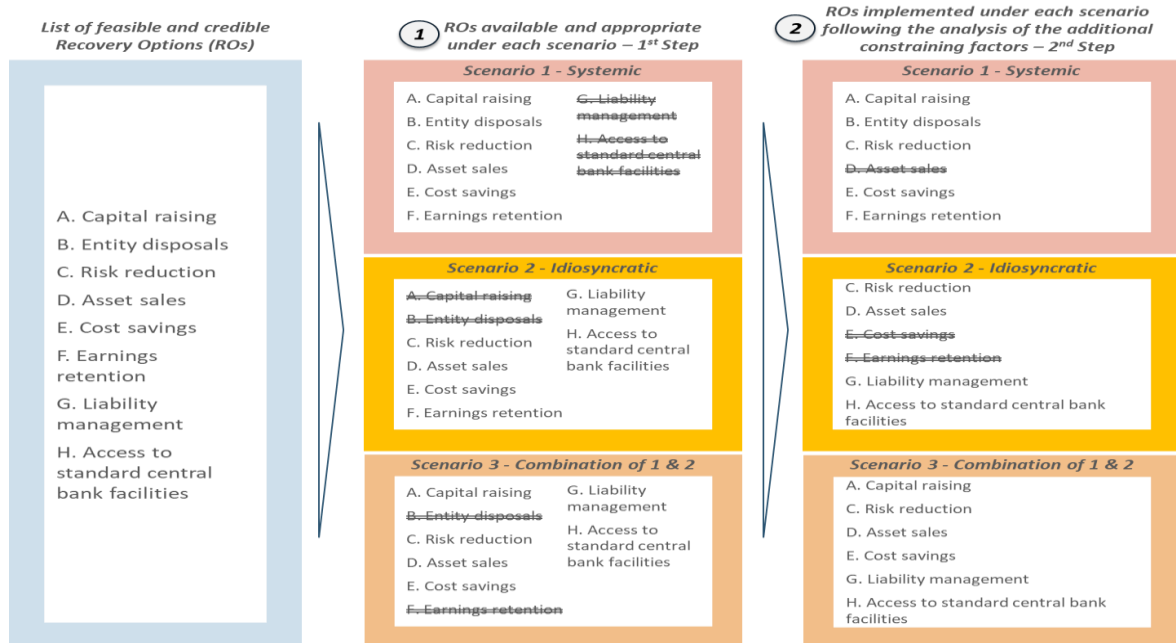 List of feasible and credible
Recovery Options (ROs)
A. Capital raising
B. Entity disposals
C. Risk reduction
D. Asset sales
E. Cost savings
F. Earnings
retention
G. Liability
management
H. Access to
standard central
bank facilities
1
ROs available and appropriate
under each scenario – 1st Step
Scenario 1 - Systemic
A. Capital raising
B. Entity disposals
C. Risk reduction
D. Asset sales
E. Cost savings
F. Earnings retention
G. Liability
management
H. Access to
standard central
bank facilities
Scenario 2 - Idiosyncratic
A. Capital raising
B. Entity disposals
C. Risk reduction
D. Asset sales
E. Cost savings
F. Earnings retention
G. Liability
management
H. Access to
standard central
bank facilities
Scenario 3 - Combination of 1 & 2
A. Capital raising
B. Entity disposals
C. Risk reduction
D. Asset sales
E. Cost savings
F. Earnings retention
G. Liability
management
H. Access to
standard central
bank facilities
2
ROs implemented under each scenario
following the analysis of the additional
constraining factors – 2nd Step
Scenario 1 - Systemic
A. Capital raising
B. Entity disposals
C. Risk reduction
D. Asset sales
E. Cost savings
F. Earnings retention
Scenario 2 - Idiosyncratic
C. Risk reduction
D. Asset sales
E. Cost savings
F. Earnings retention
G. Liability management
H. Access to standard central bank
facilities
Scenario 3 - Combination of 1 & 2
A. Capital raising
C. Risk reduction
D. Asset sales
E. Cost savings
G. Liability management
H. Access to standard central bank
facilities